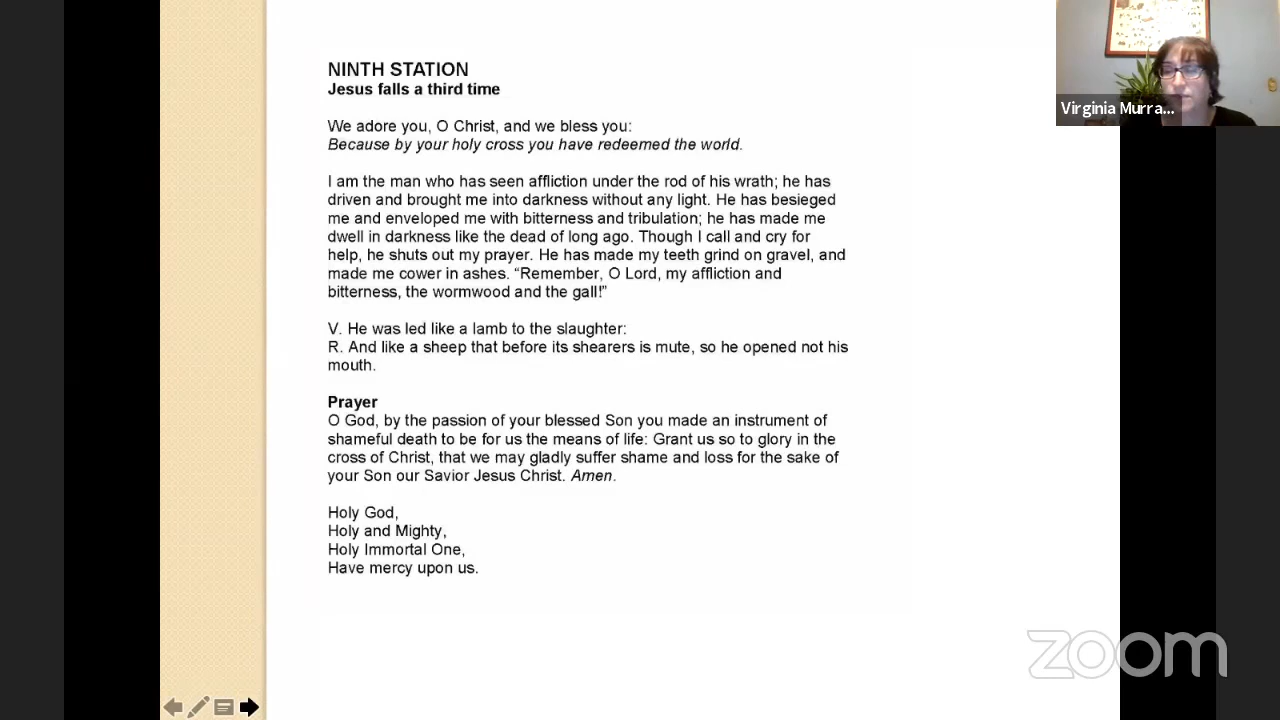 NINTH STATION
Jesus falls a third time
We adore you, O Christ, and we bless you:
Because by your holy cross you have redeemed the world.
I am the man who has seen affliction under the rod of his wrath; he has
driven and brought me into darkness without any light. He has besieged
me and enveloped me with bitterness and tribulation; he has made me
dwell in darkness like the dead of long ago. Though I call and cry for
help, he shuts out my prayer. He has made my teeth grind on gravel, and
made me cower in ashes. “Remember, O Lord, my affliction and
bitterness, the wormwood and the gall!”
V. He was led like a lamb to the slaughter:
R. And like a sheep that before its shearers is mute, so he opened not his
mouth.
Prayer
O God, by the passion of your blessed Son you made an instrument of
shameful death to be for us the means of life: Grant us so to glory in the
cross of Christ, that we may gladly suffer shame and loss for the sake of
your Son our Savior Jesus Christ. Amen.
Holy God,
Holy and Mighty,
Holy Immortal One,
Have mercy upon us.
Virginia Murra...
zoom